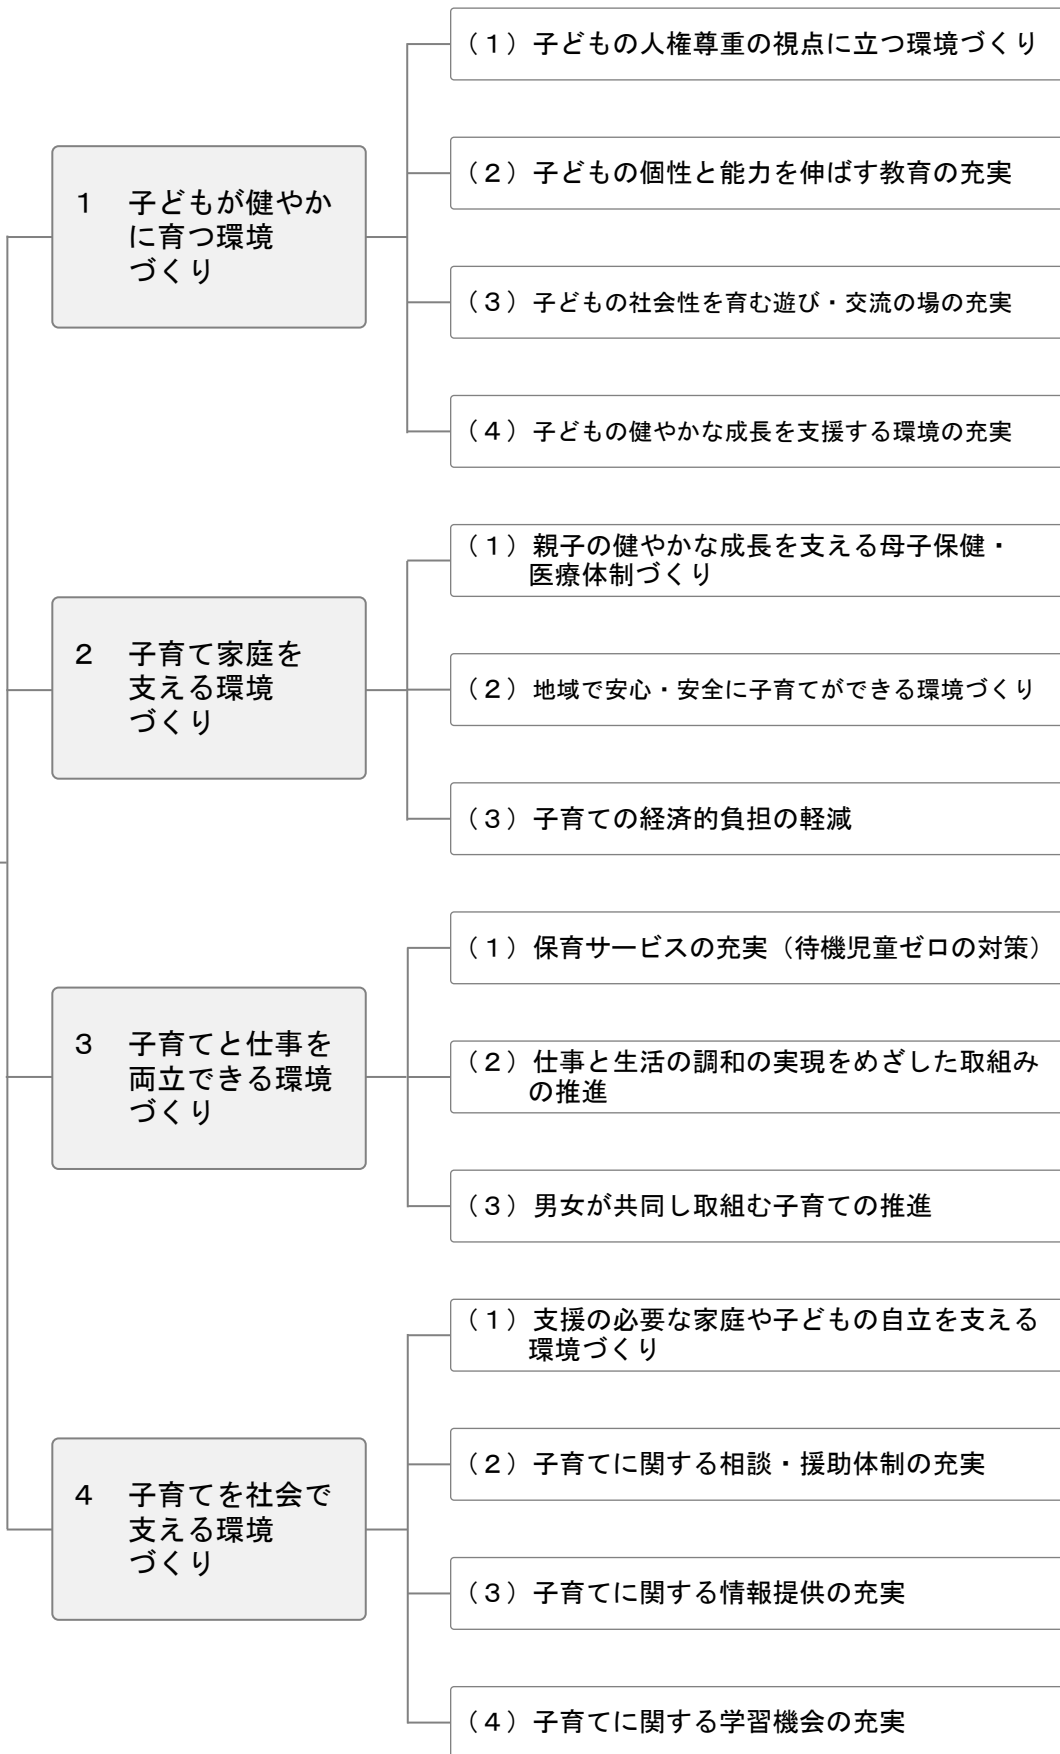 １　子どもが健やか
に育つ環境
づくり
（１）子どもの人権尊重の視点に立つ環境づくり
（２）子どもの個性と能力を伸ばす教育の充実
（３）子どもの社会性を育む遊び・交流の場の充実
（４）子どもの健やかな成長を支援する環境の充実
２　子育て家庭を
支える環境
づくり
（１）親子の健やかな成長を支える母子保健・
医療体制づくり
（２）地域で安心・安全に子育てができる環境づくり
（３）子育ての経済的負担の軽減
３　子育てと仕事を
両立できる環境
づくり
（１）保育サービスの充実（待機児童ゼロの対策）
（２）仕事と生活の調和の実現をめざした取組み
の推進
（３）男女が共同し取組む子育ての推進
４　子育てを社会で
支える環境
づくり
（１）支援の必要な家庭や子どもの自立を支える
環境づくり
（２）子育てに関する相談・援助体制の充実
（３）子育てに関する情報提供の充実
（４）子育てに関する学習機会の充実